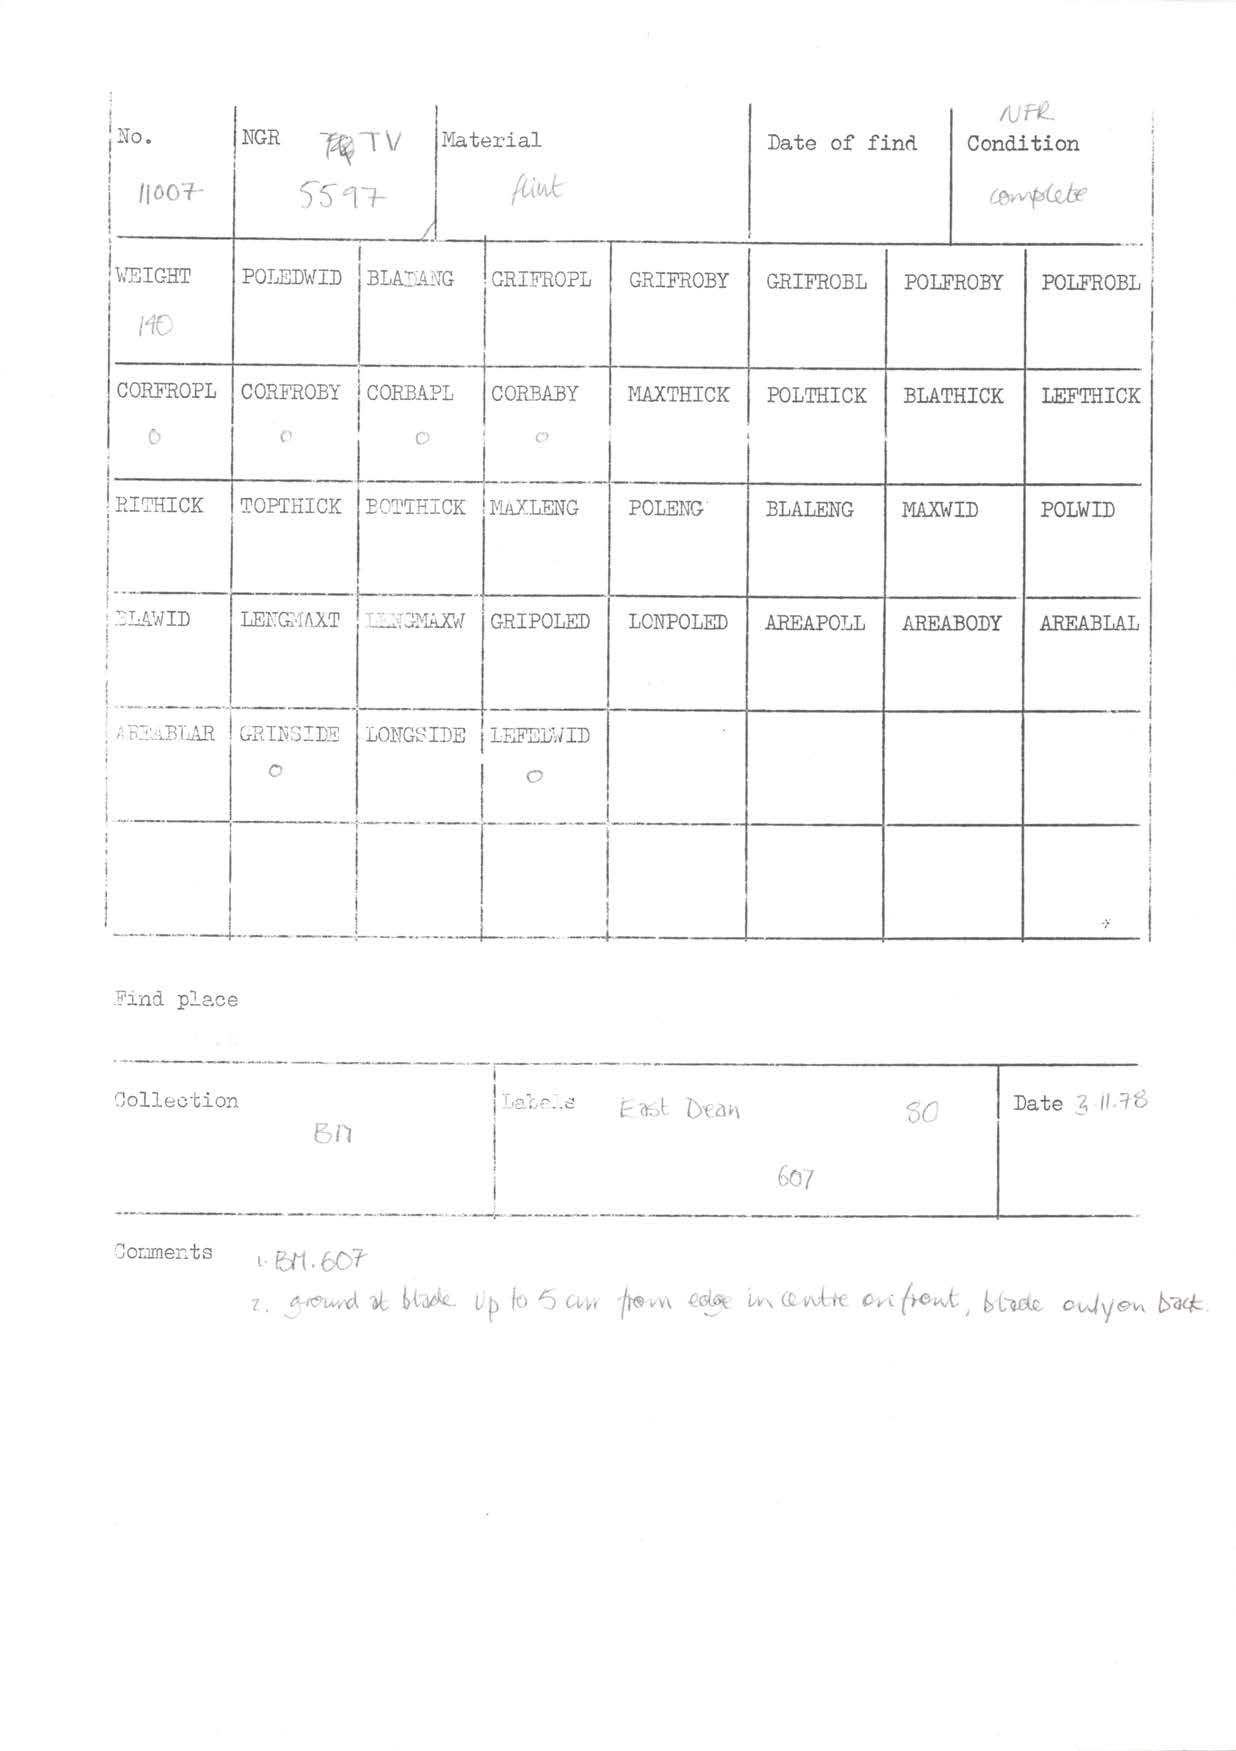 NFR
No. NGR TV Material Date of find Condition
11007 5597 flint complete
WEIGHT POLEDWID BLADANG GRIFROPL GRIFROBY GRIFROBL POLFROBY POLFROBL
140
CORFROPL CORFROBY CORBAPL CORBABY MAXTHICK POLTHICK BLATHICK LEFTHICK
0 0 0 0
RITHICK TOPTHICK BOTTHICK MAXLENG POLENG BLALENG MAXWID POLWID
BLAWID LENGMAXT LENGMAXW GRIPOLED LONPOLED AREAPOLL AREABODY AREABLAL
AREABLAR GRINSIDE LONGSIDE LEFEDWID
0 0
Find place
Collection Labels East Dean SO Date 3.11.78
BM
607
Comments 1. BM.607
2. ground at blade up to 5 cm from edge in centre on front, blade only on back.